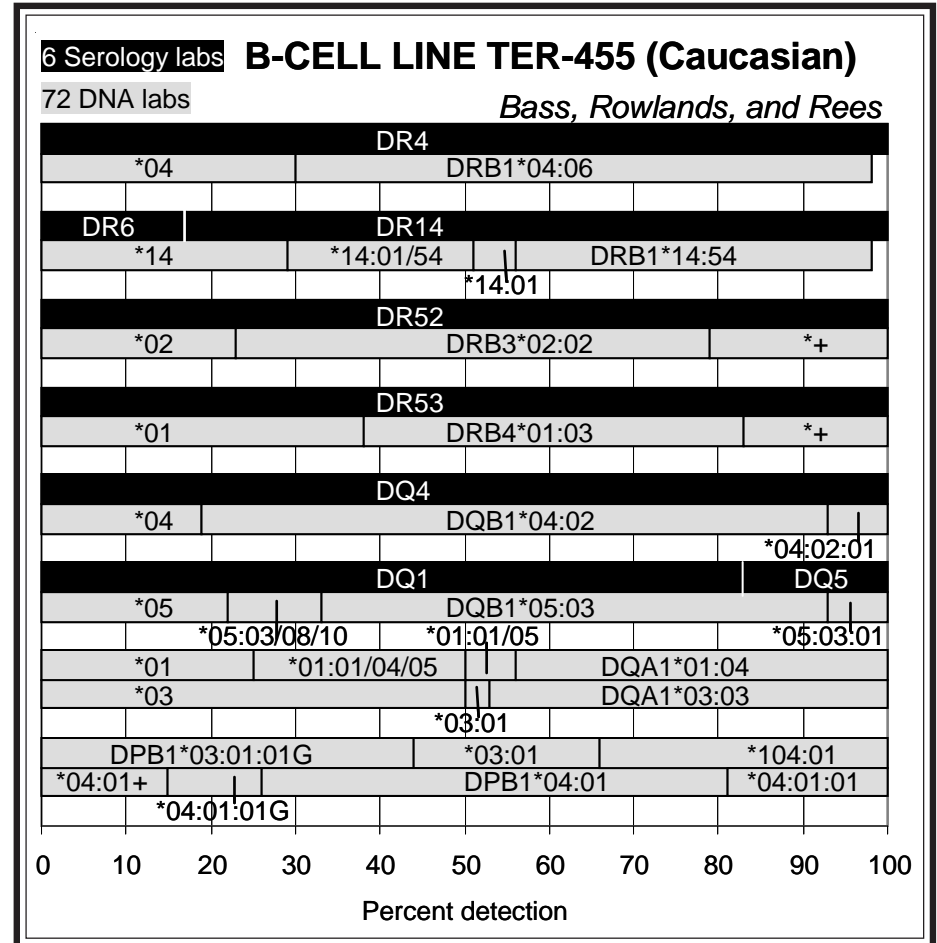 6 Serology labs B-CELL LINE TER-455 (Caucasian)
72 DNA labs Bass, Rowlands, and Rees
DR4
*04 DRB1*04:06
DR6 DR14
*14 *14:01/54 DRB1*14:54
*14:01
DR52
*02 DRB3*02:02 *+
DR53
*01 DRB4*01:03 *+
DQ4
*04 DQB1*04:02
*04:02:01
DQ1 DQ5
*05 DQB1*05:03
*05:03/08/10 *01:01/05 *05:03:01
*01 *01:01/04/05 DQA1*01:04
*03 DQA1*03:03
*03:01
DPB1*03:01:01G *03:01 *104:01
*04:01+ DPB1*04:01 *04:01:01
*04:01:01G
0 10 20 30 40 50 60 70 80 90 100
Percent detection